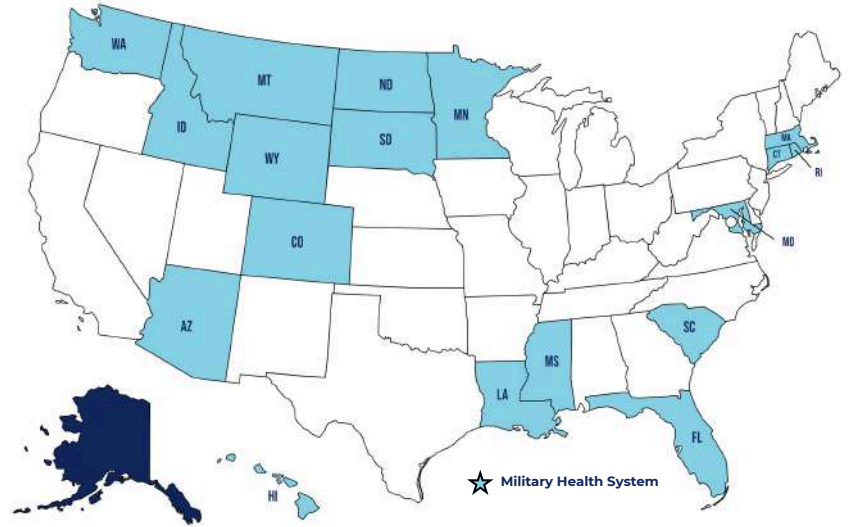 WA
MT
ND
MN
ID
SD
WY
MA
CT
RI
MD
CO
AZ
SC
MS
LA
FL
HI
Military Health System